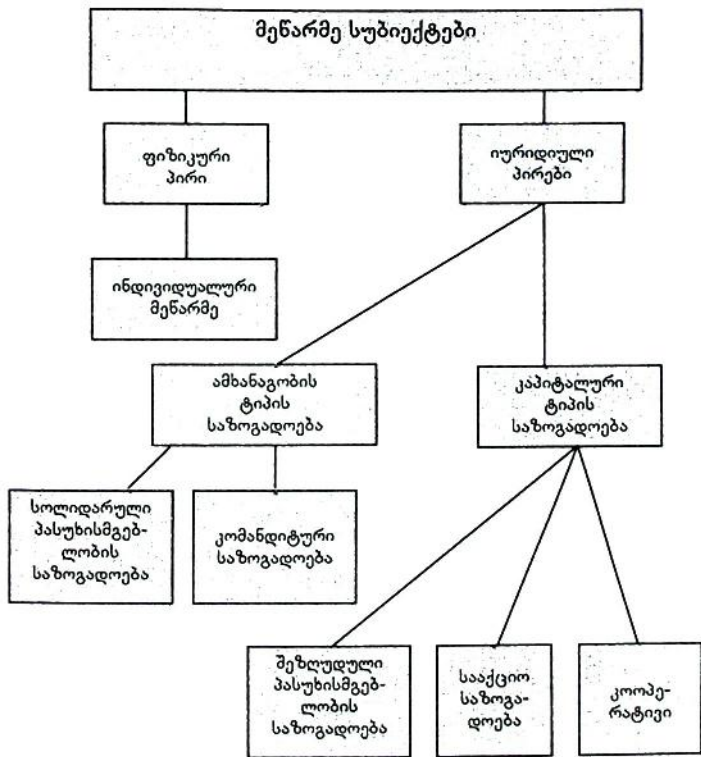 მეწარმე სუბიექტები
ფიზიკური
პირი
იურიდიული
პირები
ინდივიდუალური
მეწარმე
ამხანაგობის
ტიპის
საზოგადოება
კაპიტალური
ტიპის
საზოგადოება
სოლიდარული
პასუხისმგებ-
ლობის
საზოგადოება
კომანდიტური
საზოგადოება
შეზღუდული
პასუხისმგებ-
ლობის
საზოგადოება
სააქციო
საზოგა-
დოება
კოოპე-
რატივი